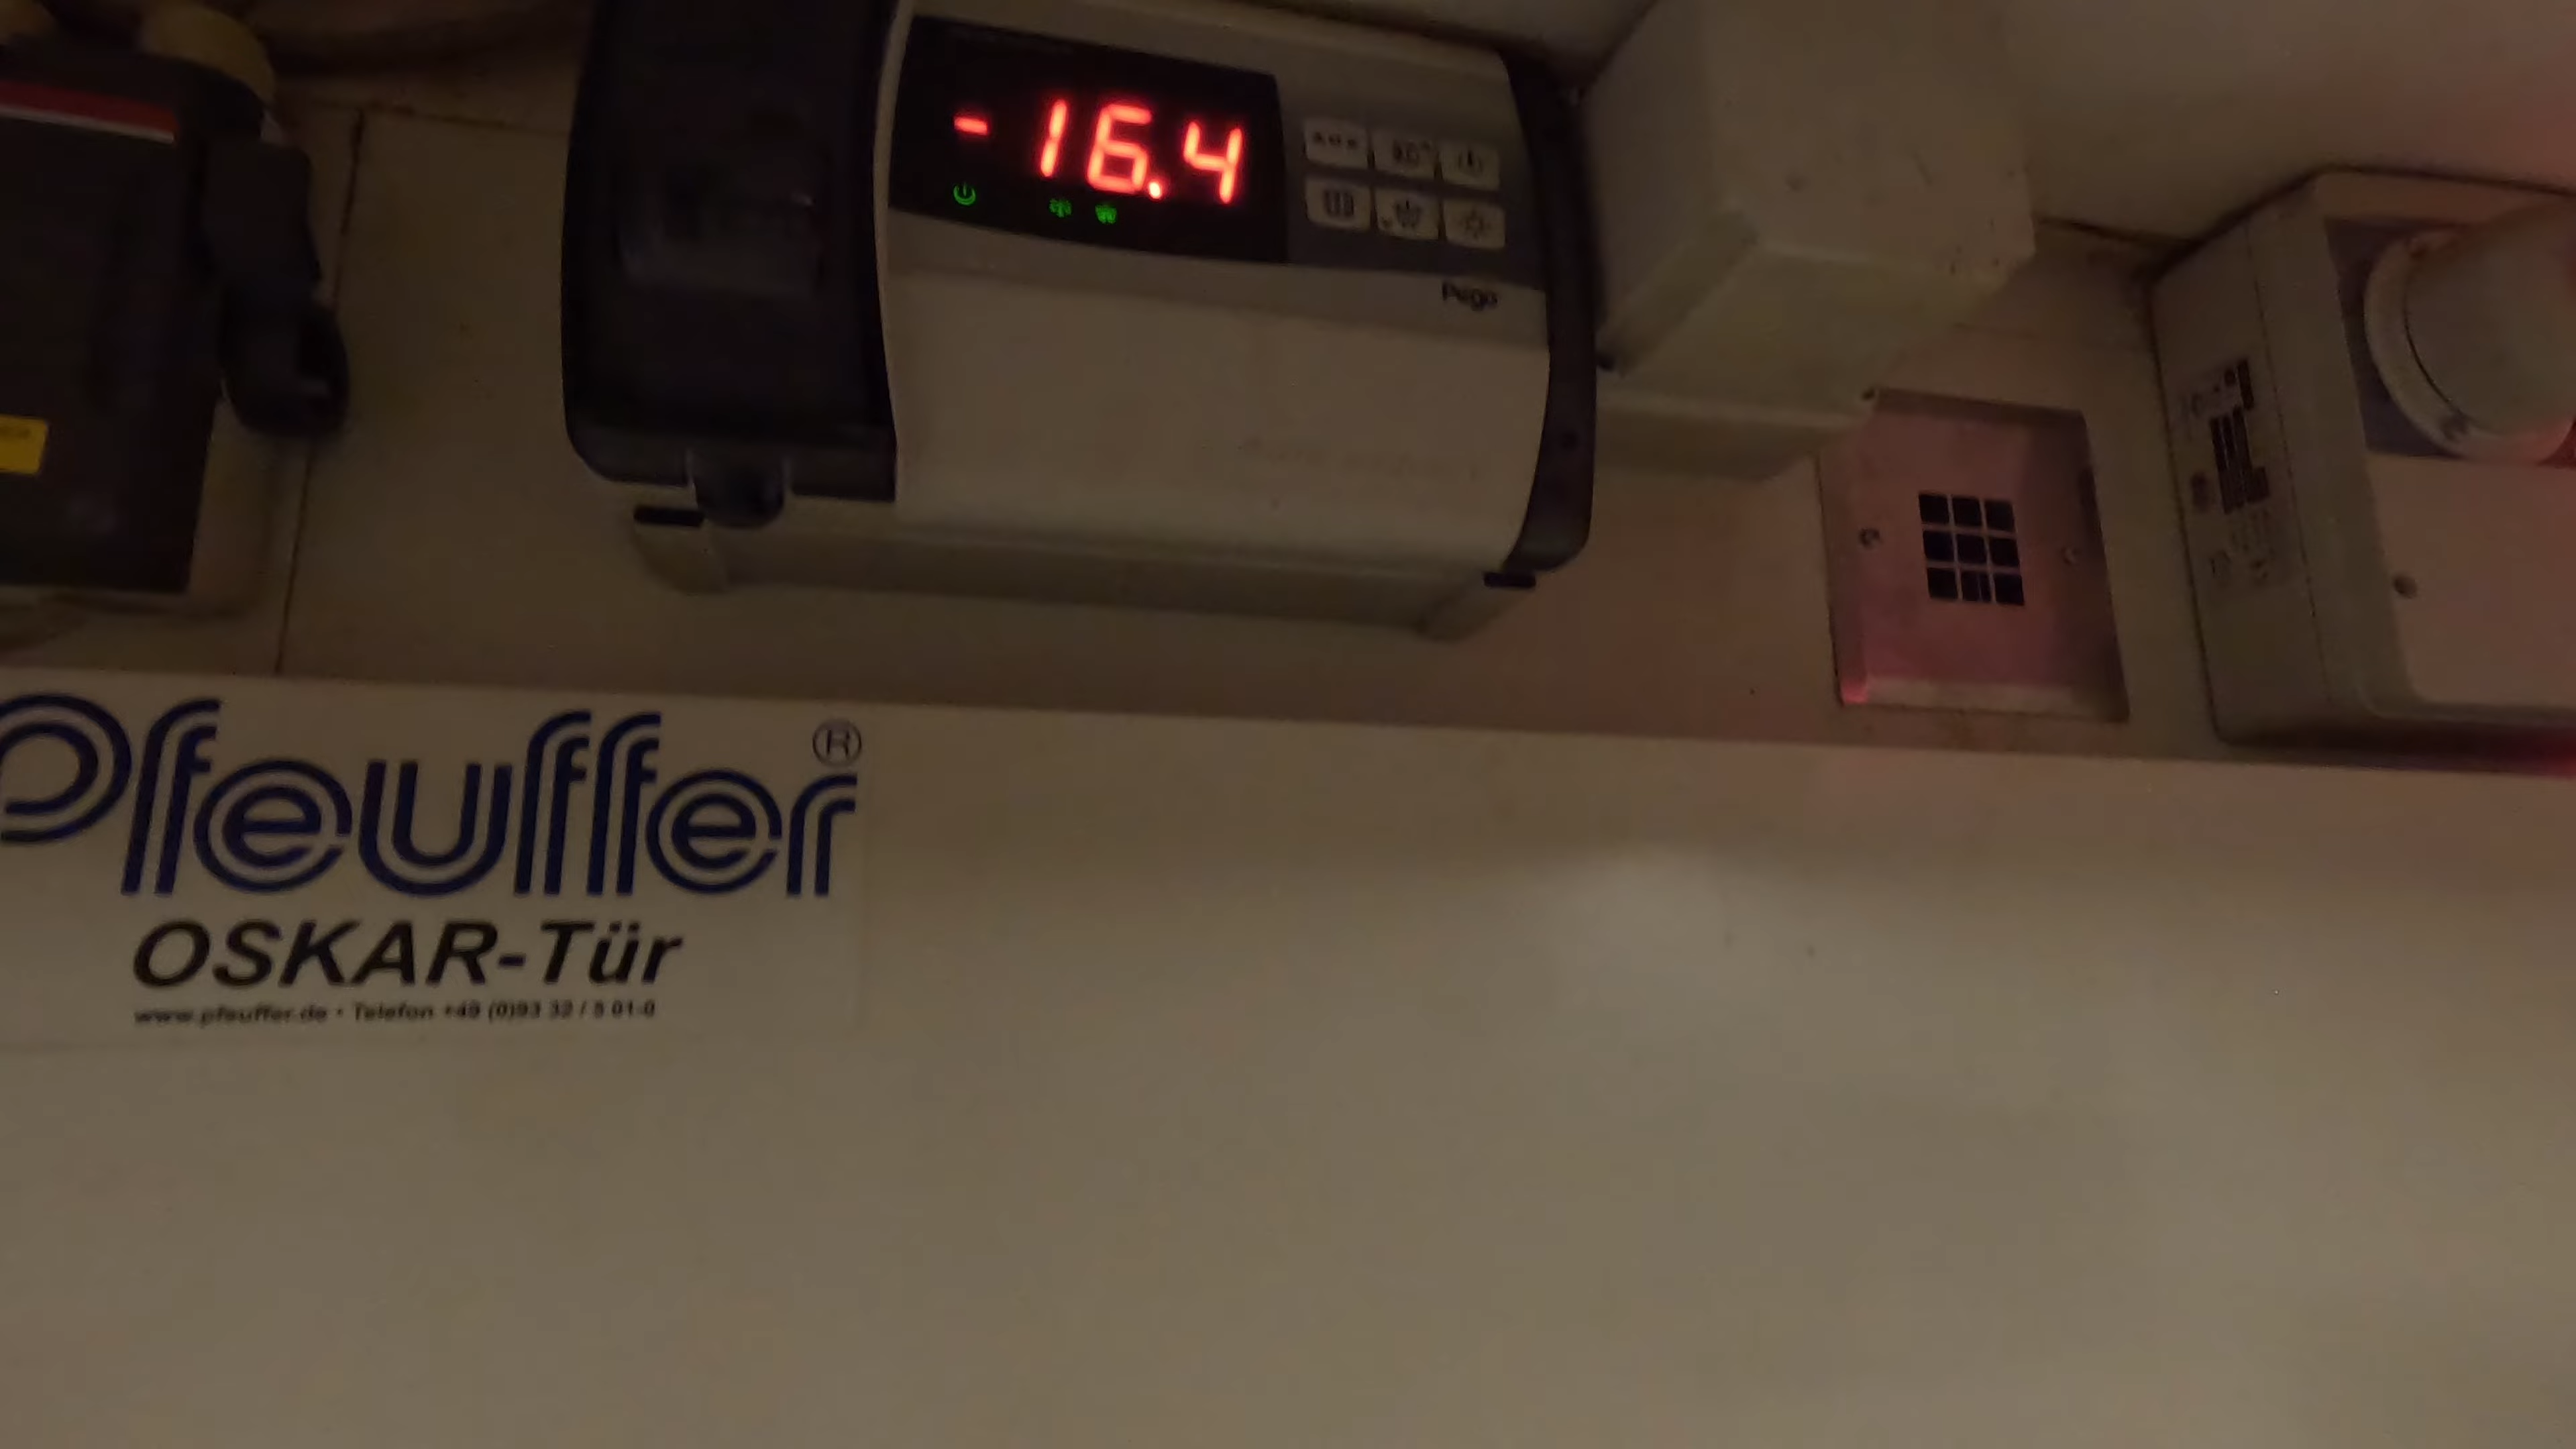 -16.4
Pego
Pfeuffer®
OSKAR-Tür
www.pfeuffer.de • Telefon +49 (0)93 32 / 5 01-0